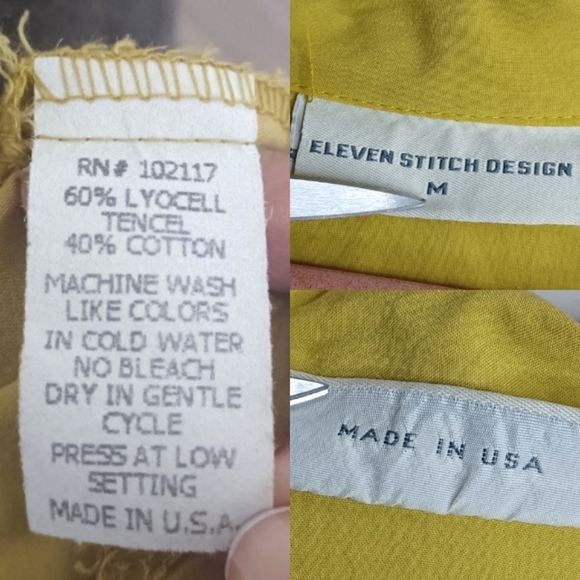 RN# 102117
60% LYOCELL
TENCEL
40% COTTON
MACHINE WASH
LIKE COLORS
IN COLD WATER
NO BLEACH
DRY IN GENTLE
CYCLE
PRESS AT LOW
SETTING
MADE IN U.S.A.
ELEVEN STITCH DESIGN
M
MADE IN USA